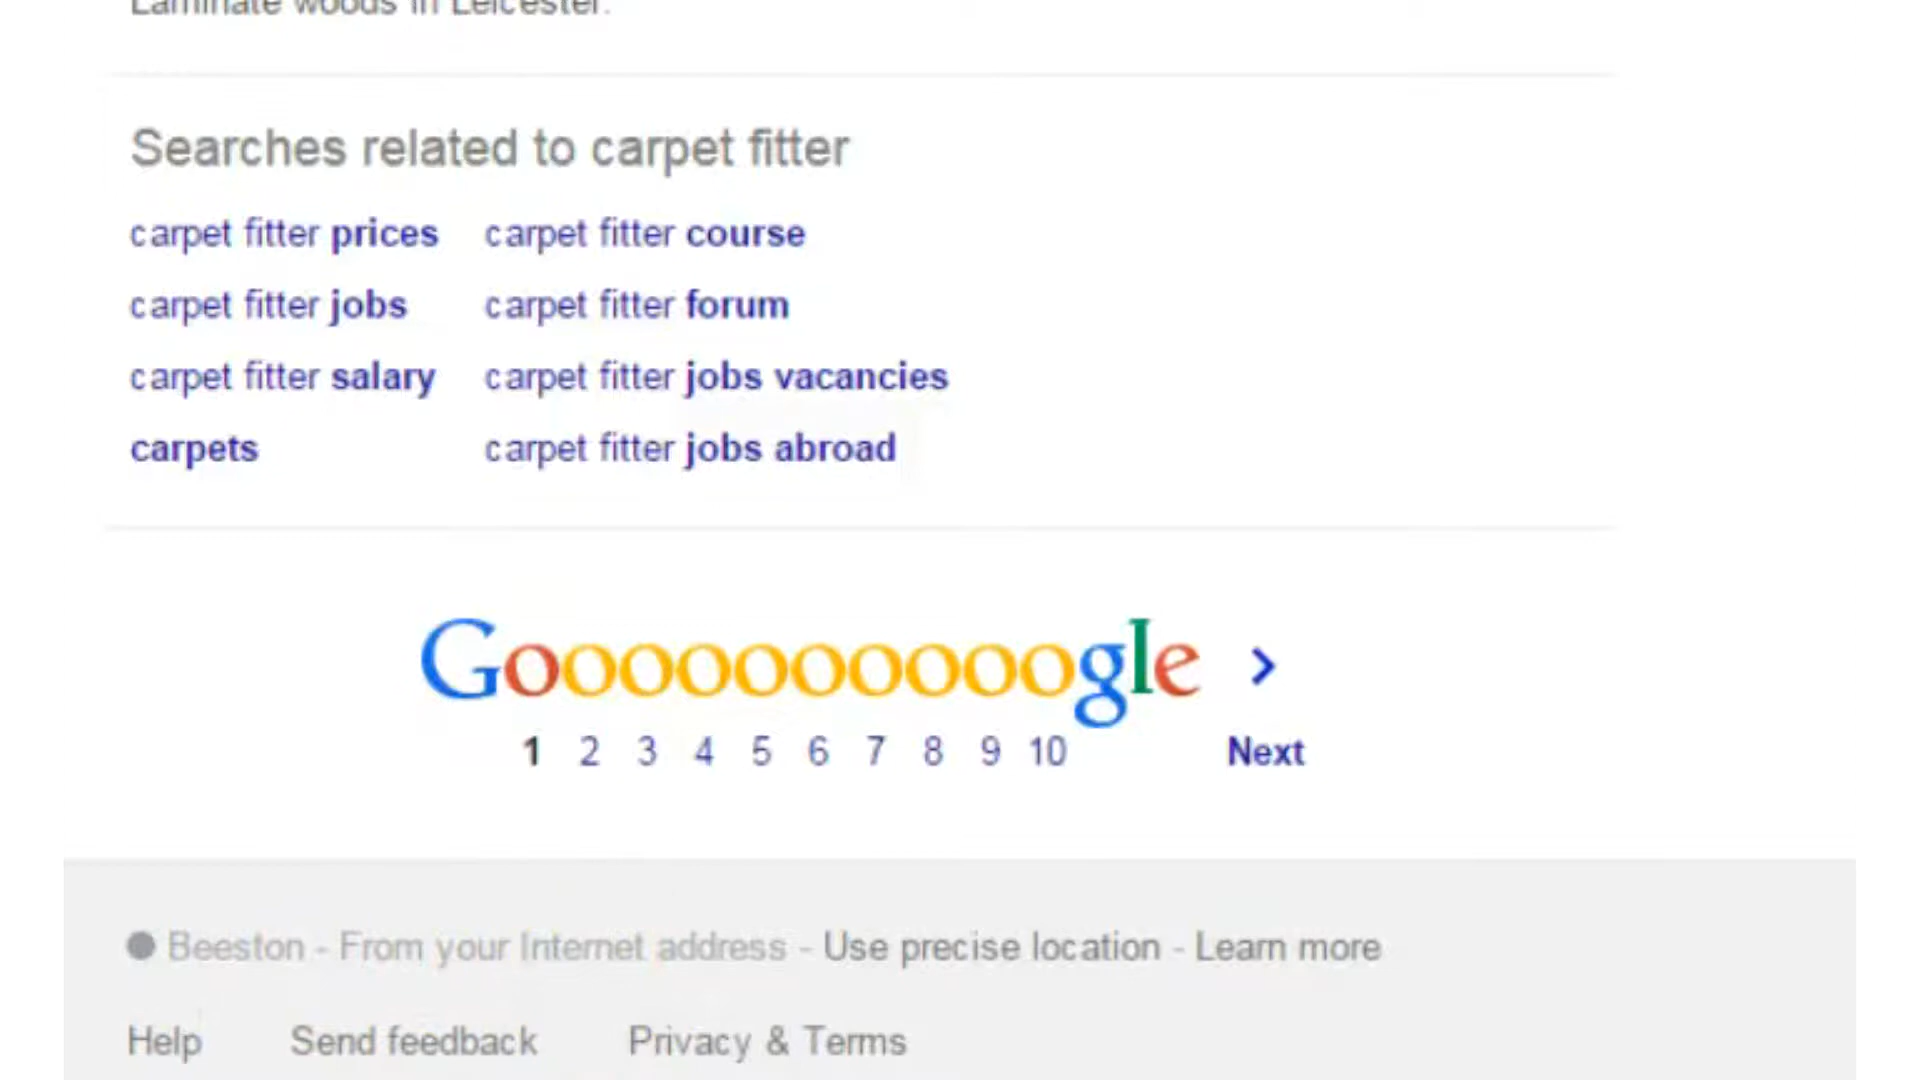 Laminate woods in Leicester.
Searches related to carpet fitter
carpet fitter prices
carpet fitter course
carpet fitter jobs
carpet fitter forum
carpet fitter salary
carpet fitter jobs vacancies
carpets
carpet fitter jobs abroad
Goooooooooogle >
1 2 3 4 5 6 7 8 9 10 Next
Beeston - From your Internet address - Use precise location - Learn more
Help Send feedback Privacy & Terms